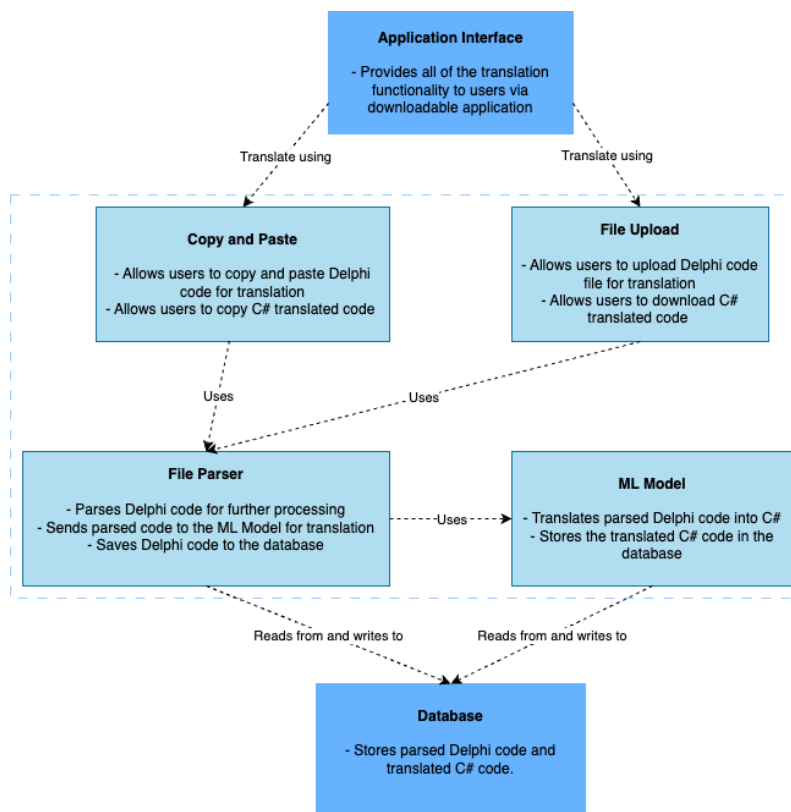 Application Interface
- Provides all of the translation
functionality to users via
downloadable application
Translate using
Translate using
Copy and Paste
- Allows users to copy and paste Delphi
code for translation
- Allows users to copy C# translated code
File Upload
- Allows users to upload Delphi code
file for translation
- Allows users to download C#
translated code
Uses
Uses
File Parser
- Parses Delphi code for further processing
- Sends parsed code to the ML Model for translation
- Saves Delphi code to the database
Uses
ML Model
- Translates parsed Delphi code into C#
- Stores the translated C# code in the
database
Reads from and writes to
Reads from and writes to
Database
- Stores parsed Delphi code and
translated C# code.